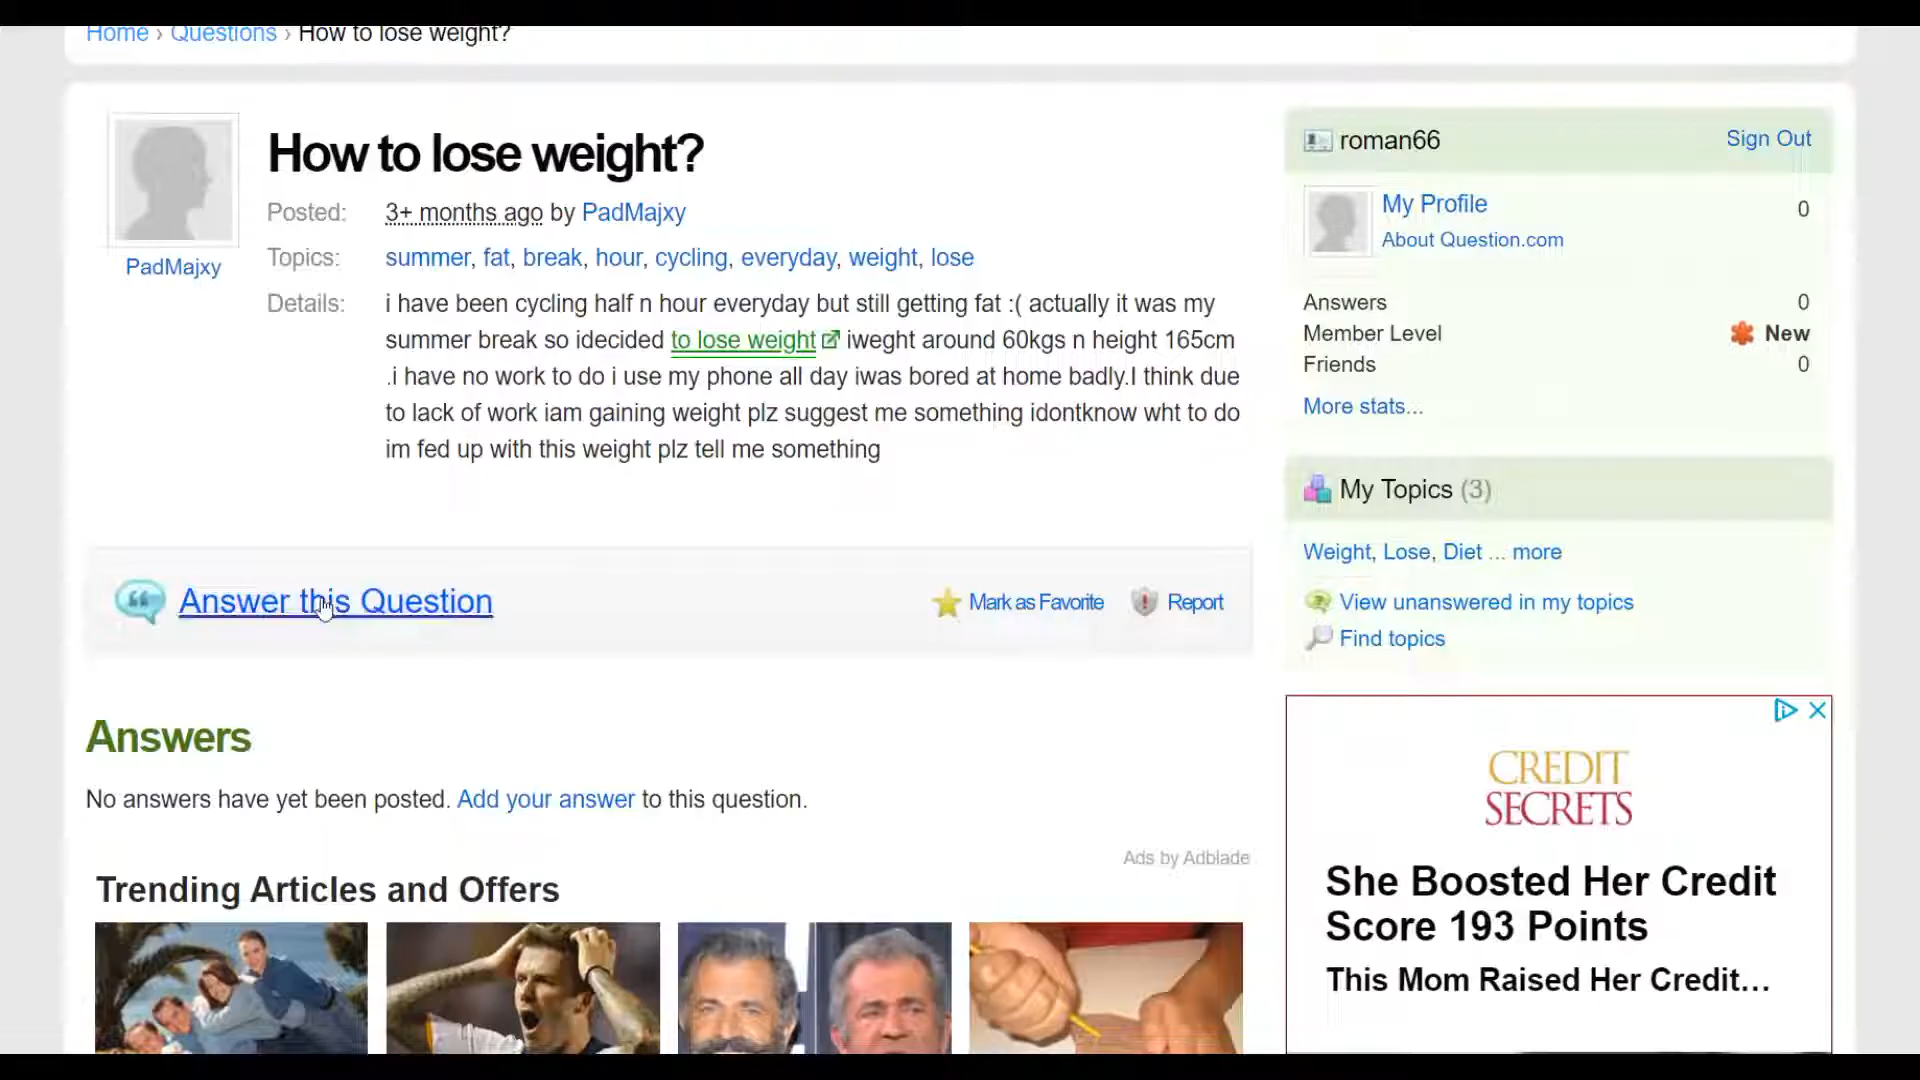 Home › Questions › How to lose weight?
How to lose weight?
Posted: 3+ months ago by PadMajxy
Topics: summer, fat, break, hour, cycling, everyday, weight, lose
PadMajxy
Details: i have been cycling half n hour everyday but still getting fat :( actually it was my
summer break so idecided to lose weight iweght around 60kgs n height 165cm
.i have no work to do i use my phone all day iwas bored at home badly.I think due
to lack of work iam gaining weight plz suggest me something idontknow wht to do
im fed up with this weight plz tell me something
Answer this Question
Mark as Favorite
Report
Answers
No answers have yet been posted. Add your answer to this question.
Ads by Adblade
Trending Articles and Offers
roman66
Sign Out
My Profile 0
About Question.com
Answers 0
Member Level New
Friends 0
More stats...
My Topics (3)
Weight, Lose, Diet ... more
View unanswered in my topics
Find topics
CREDIT
SECRETS
She Boosted Her Credit
Score 193 Points
This Mom Raised Her Credit...